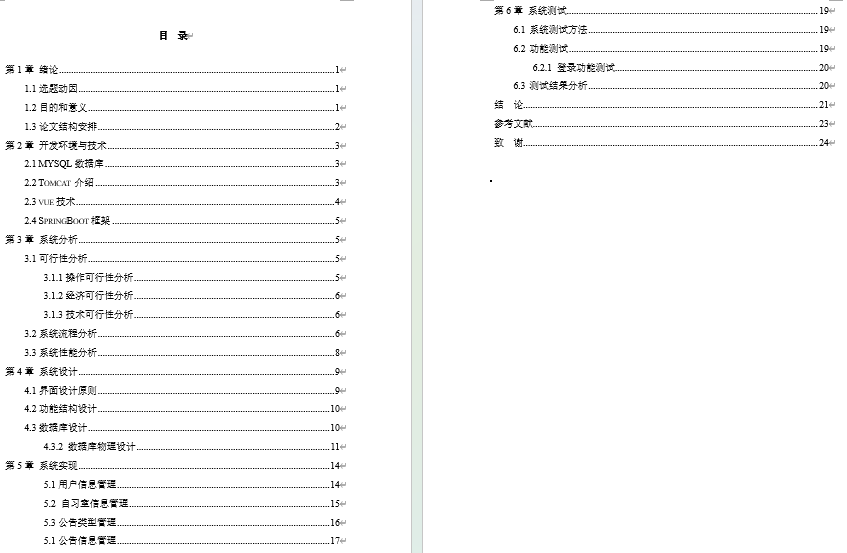 目 录
第 1 章 绪论 1
1.1 选题动因 1
1.2 目的和意义 1
1.3 论文结构安排 2
第 2 章 开发环境与技术 3
2.1 MYSQL 数据库 3
2.2 TOMCAT 介绍 3
2.3 VUE 技术 4
2.4 SPRINGBOOT 框架 5
第 3 章 系统分析 5
3.1 可行性分析 5
3.1.1 操作可行性分析 5
3.1.2 经济可行性分析 6
3.1.3 技术可行性分析 6
3.2 系统流程分析 6
3.3 系统性能分析 8
第 4 章 系统设计 9
4.1 界面设计原则 9
4.2 功能结构设计 10
4.3 数据库设计 10
4.3.2 数据库物理设计 11
第 5 章 系统实现 14
5.1 用户信息管理 14
5.2 自习室信息管理 15
5.3 公告类型管理 16
5.1 公告信息管理 17
第 6 章 系统测试 19
6.1 系统测试方法 19
6.2 功能测试 19
6.2.1 登录功能测试 20
6.3 测试结果分析 20
结 论 21
参考文献 23
致 谢 24